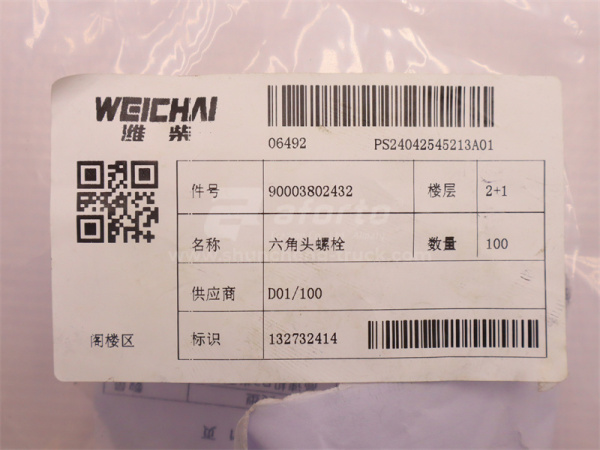 WEICHAI
潍柴
06492 PS24042545213A01
件号 90003802432 楼层 2+1
aforto
名称 六角头螺栓 数量 100
供应商 D01/100
阁楼区 标识 132732414